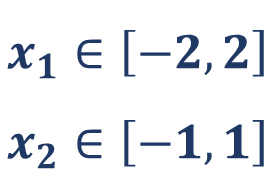 x₁ ∈ [−2, 2]
x₂ ∈ [−1, 1]